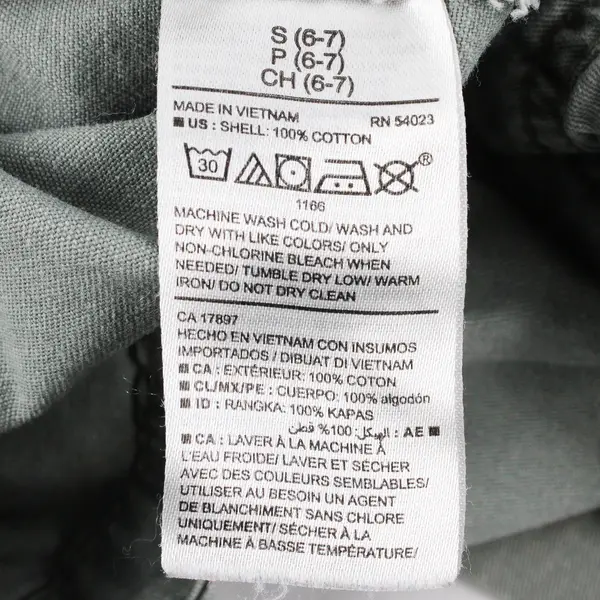 S (6-7)
P (6-7)
CH (6-7)
MADE IN VIETNAM RN 54023
US : SHELL: 100% COTTON
30 ®
1166
MACHINE WASH COLD/ WASH AND
DRY WITH LIKE COLORS/ ONLY
NON-CHLORINE BLEACH WHEN
NEEDED/ TUMBLE DRY LOW/ WARM
IRON/ DO NOT DRY CLEAN
CA 17897
HECHO EN VIETNAM CON INSUMOS
IMPORTADOS / DIBUAT DI VIETNAM
CA : EXTÉRIEUR: 100% COTON
CL/MX/PE : CUERPO: 100% algodón
ID : RANGKA: 100% KAPAS
AE : الهيكل: 100% قطن
CA : LAVER À LA MACHINE À
L'EAU FROIDE/ LAVER ET SÉCHER
AVEC DES COULEURS SEMBLABLES/
UTILISER AU BESOIN UN AGENT
DE BLANCHIMENT SANS CHLORE
UNIQUEMENT/ SÉCHER À LA
MACHINE À BASSE TEMPÉRATURE/